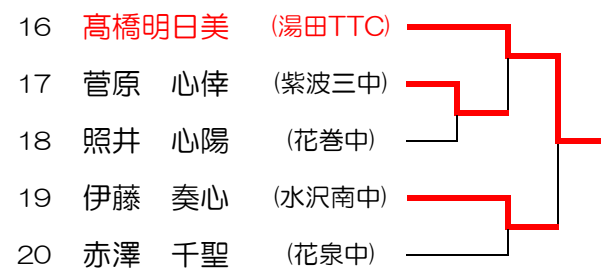 16 髙橋明日美 (湯田TTC)
17 菅原　心倖 (紫波三中)
18 照井　心陽 (花巻中)
19 伊藤　奏心 (水沢南中)
20 赤澤　千聖 (花泉中)